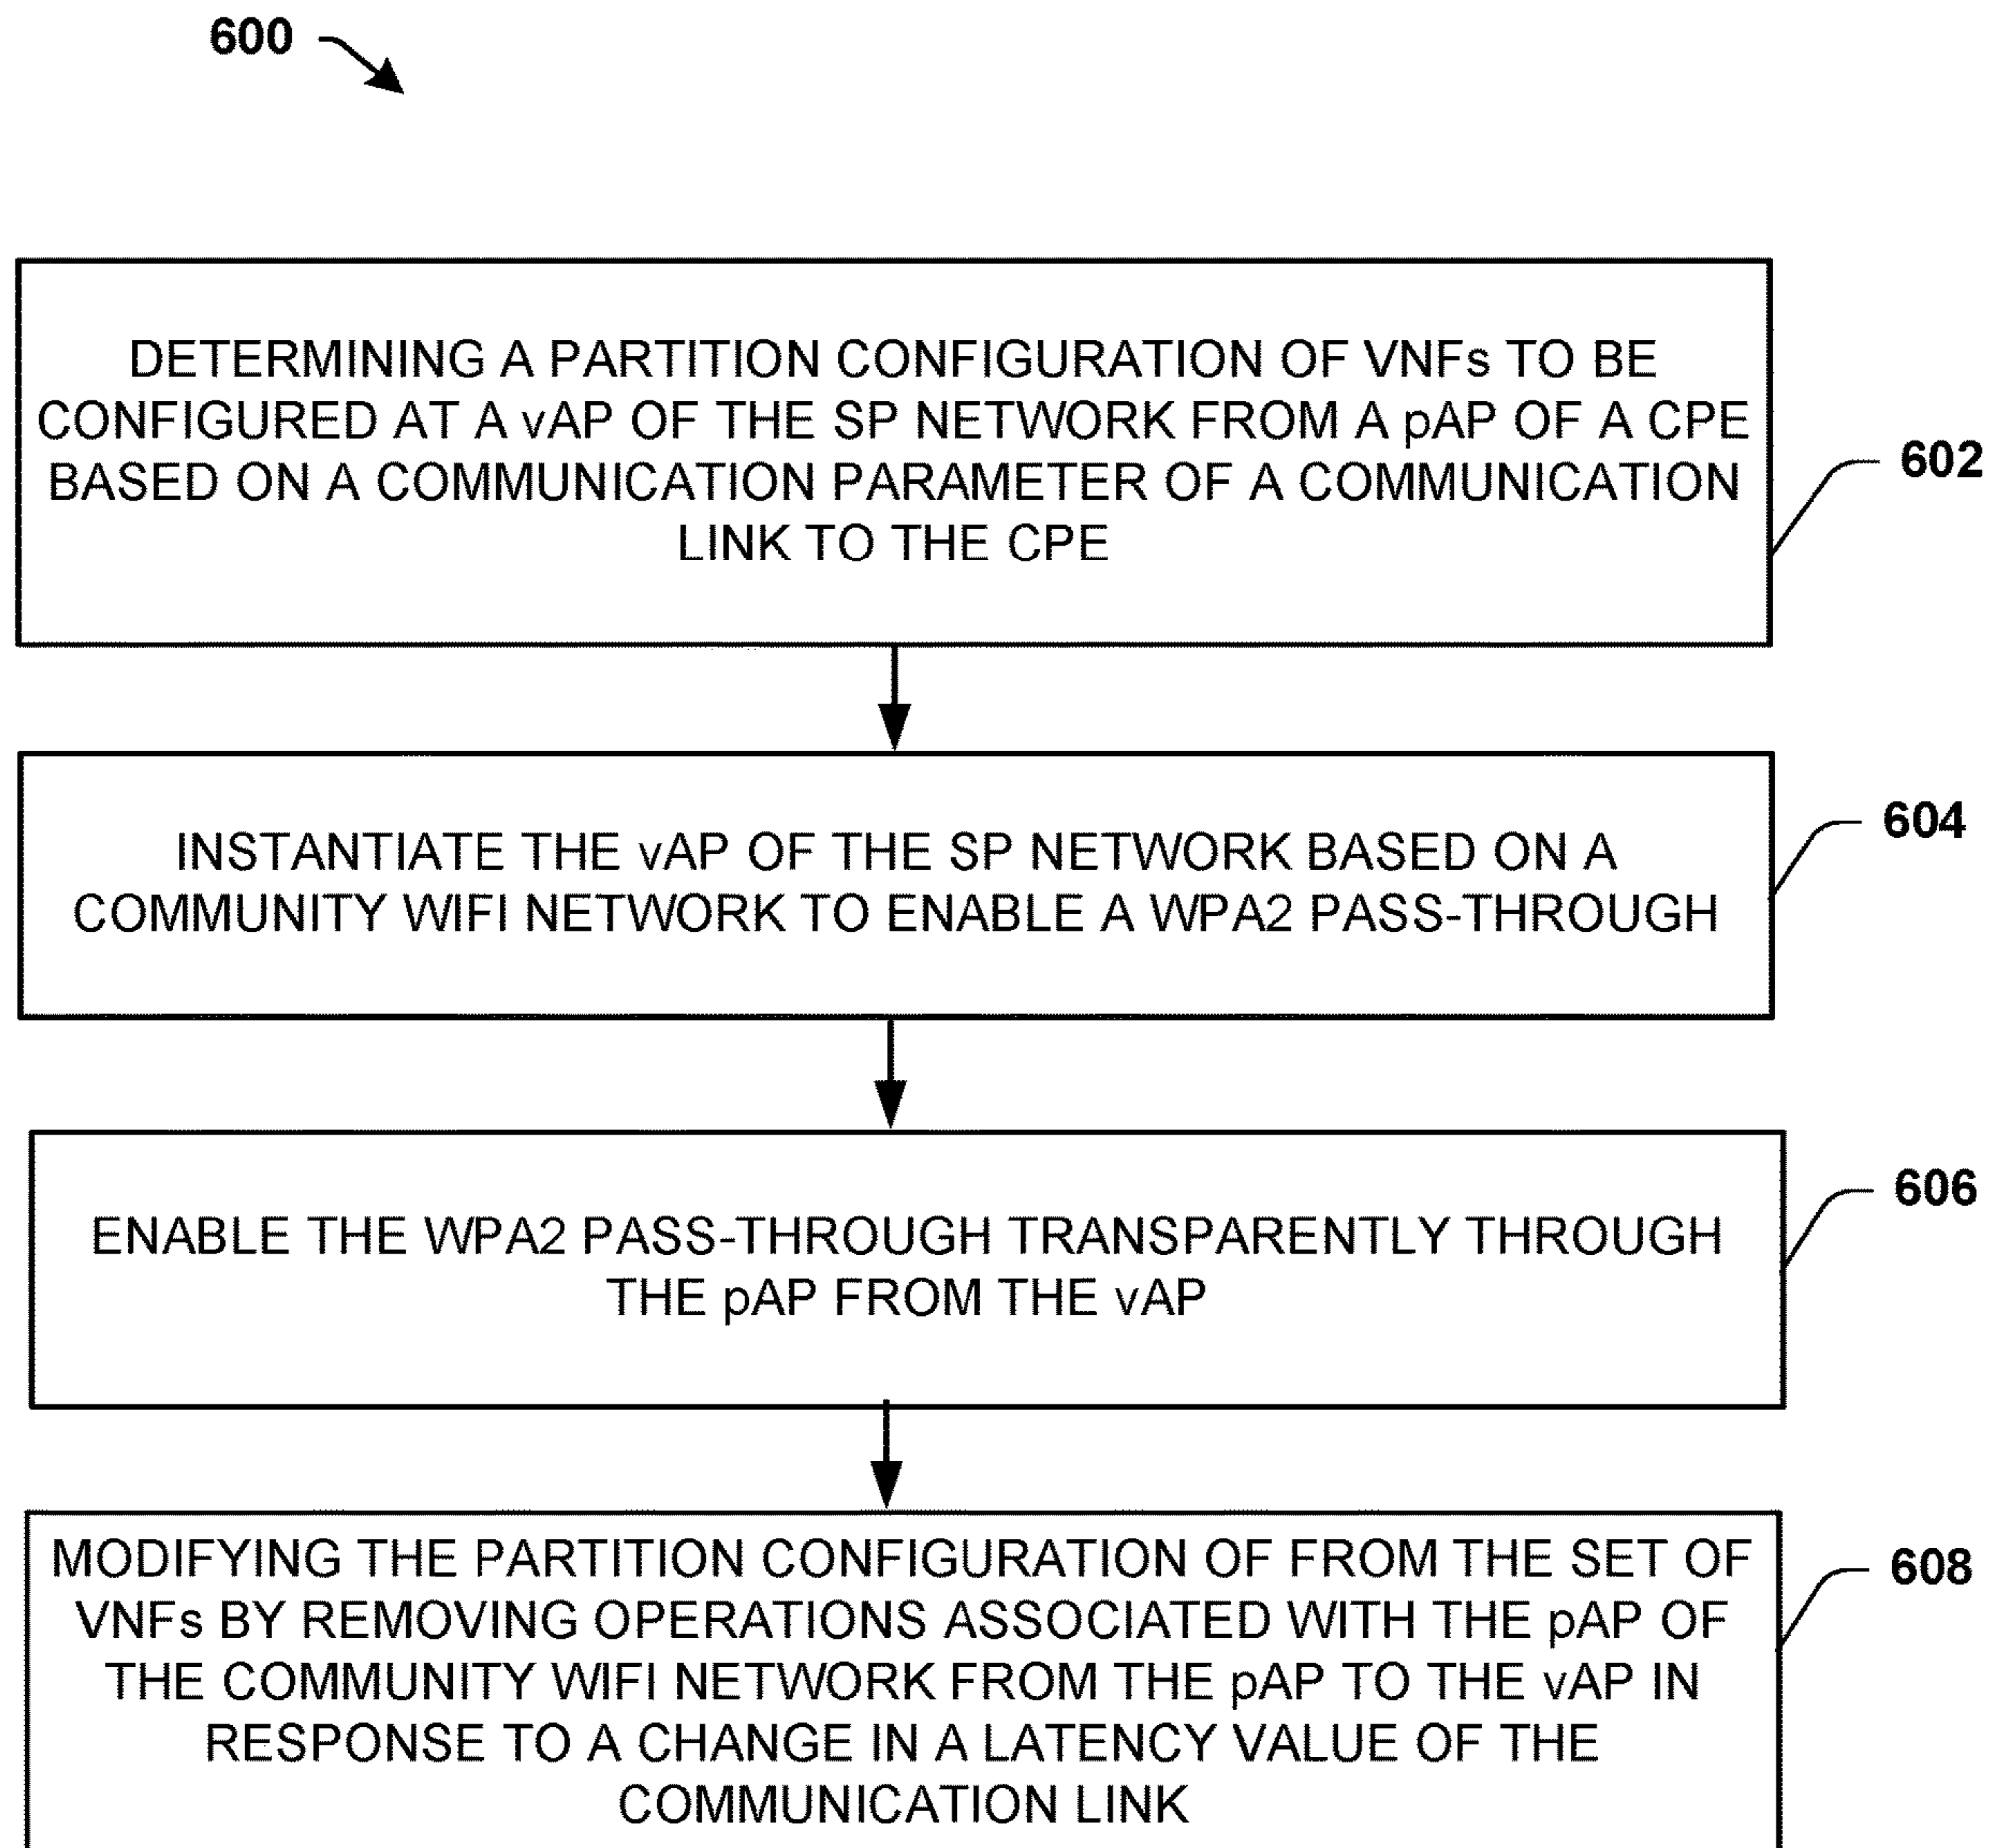 600
DETERMINING A PARTITION CONFIGURATION OF VNFs TO BE
CONFIGURED AT A vAP OF THE SP NETWORK FROM A pAP OF A CPE
BASED ON A COMMUNICATION PARAMETER OF A COMMUNICATION
LINK TO THE CPE
602
INSTANTIATE THE vAP OF THE SP NETWORK BASED ON A
COMMUNITY WIFI NETWORK TO ENABLE A WPA2 PASS-THROUGH
604
ENABLE THE WPA2 PASS-THROUGH TRANSPARENTLY THROUGH
THE pAP FROM THE vAP
606
MODIFYING THE PARTITION CONFIGURATION OF FROM THE SET OF
VNFs BY REMOVING OPERATIONS ASSOCIATED WITH THE pAP OF
THE COMMUNITY WIFI NETWORK FROM THE pAP TO THE vAP IN
RESPONSE TO A CHANGE IN A LATENCY VALUE OF THE
COMMUNICATION LINK
608